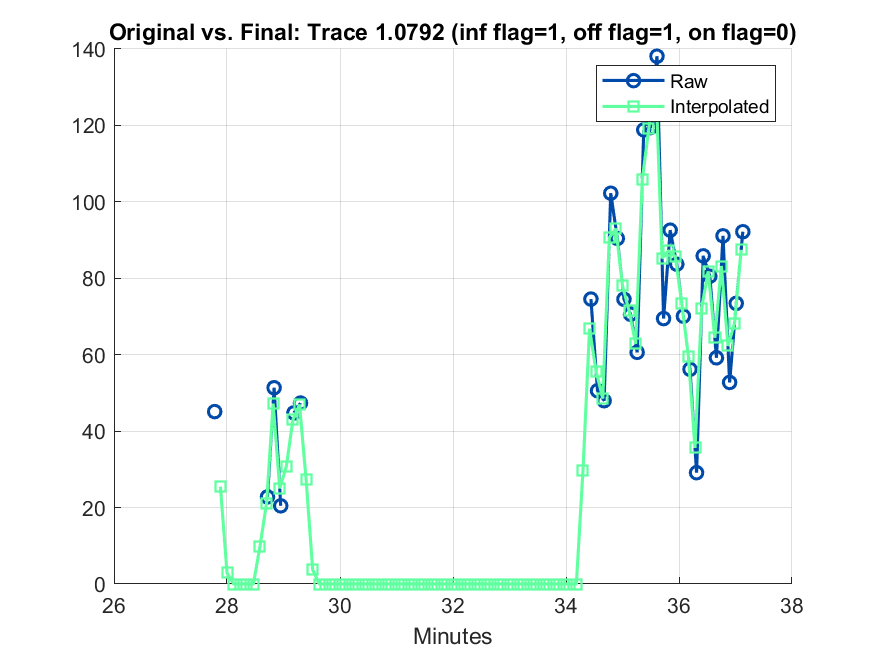 Original vs. Final: Trace 1.0792 (inf flag=1, off flag=1, on flag=0)
140
120
100
80
60
40
20
0
Raw
Interpolated
26 28 30 32 34 36 38
Minutes